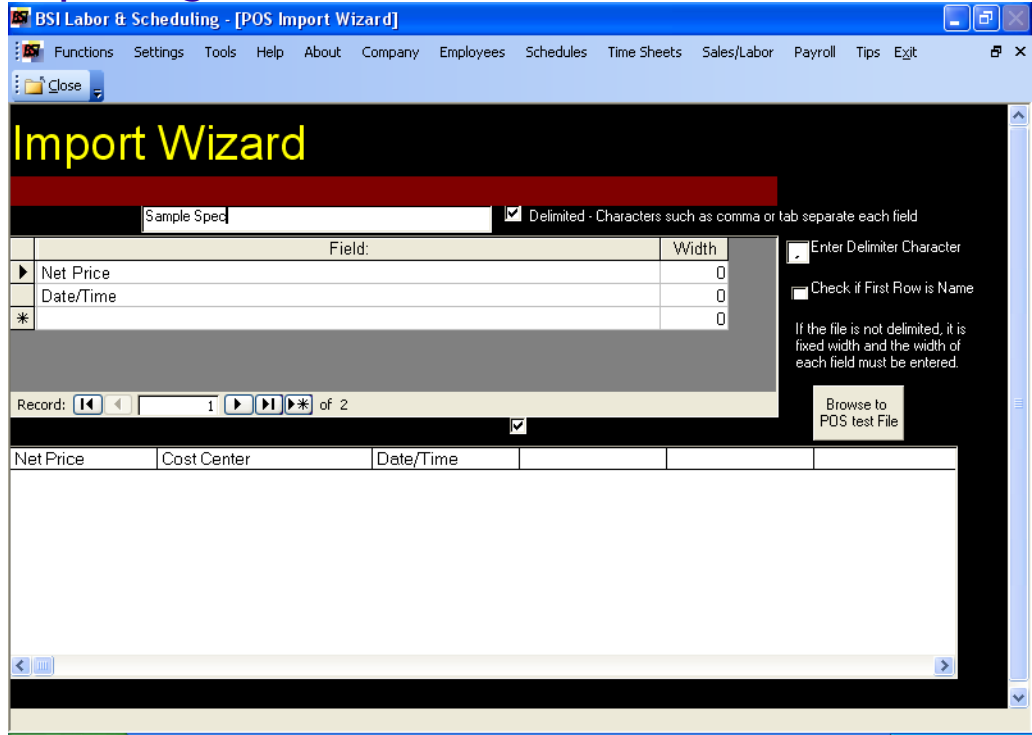 BSI Labor & Scheduling - [POS Import Wizard]
BSI Functions Settings Tools Help About Company Employees Schedules Time Sheets Sales/Labor Payroll Tips Exit
Close
Import Wizard
Sample Spec
Delimited - Characters such as comma or tab separate each field
Field: Width
, Enter Delimiter Character
Net Price 0
Date/Time 0
* 0
Check if First Row is Name
If the file is not delimited, it is
fixed width and the width of
each field must be entered.
Record: 1 of 2
Browse to
POS test File
Net Price Cost Center Date/Time